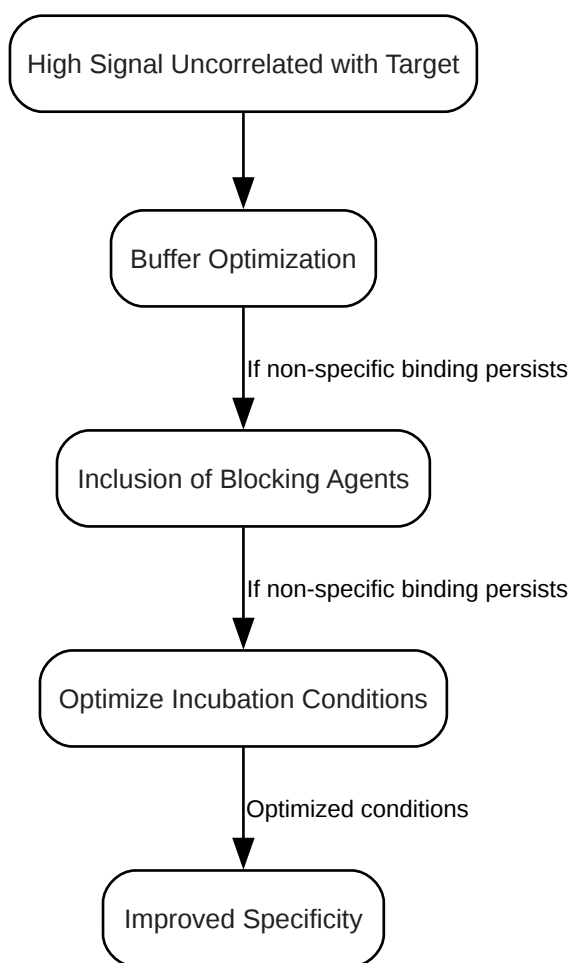 High Signal Uncorrelated with Target
Buffer Optimization
If non-specific binding persists
Inclusion of Blocking Agents
If non-specific binding persists
Optimize Incubation Conditions
Optimized conditions
Improved Specificity